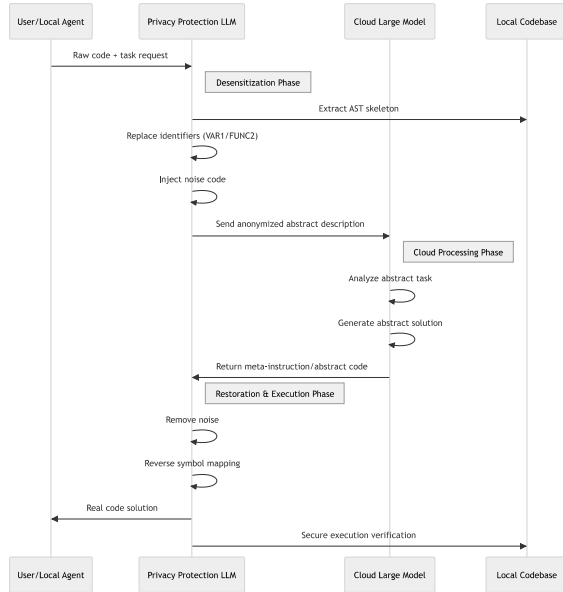 User/Local Agent
Privacy Protection LLM
Cloud Large Model
Local Codebase
Raw code + task request
Desensitization Phase
Extract AST skeleton
Replace identifiers (VAR1/FUNC2)
Inject noise code
Send anonymized abstract description
Cloud Processing Phase
Analyze abstract task
Generate abstract solution
Return meta-instruction/abstract code
Restoration & Execution Phase
Remove noise
Reverse symbol mapping
Real code solution
Secure execution verification
User/Local Agent
Privacy Protection LLM
Cloud Large Model
Local Codebase